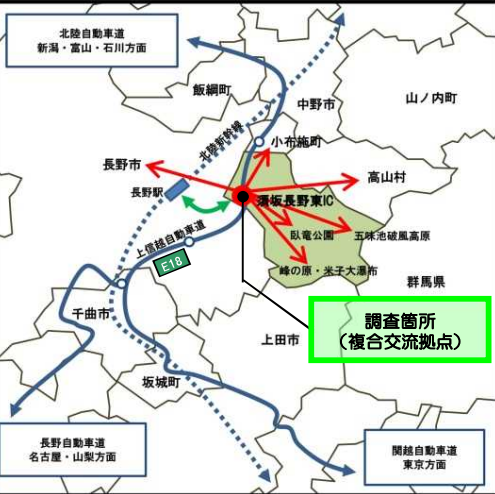 北陸自動車道
新潟・富山・石川方面
飯綱町
中野市
山ノ内町
北陸新幹線
小布施町
長野市
高山村
長野駅
須坂長野東IC
臥竜公園
五味池破風高原
上信越自動車道
E18
峰の原・米子大瀑布
群馬県
千曲市
調査箇所
（複合交流拠点）
上田市
坂城町
長野自動車道
名古屋・山梨方面
関越自動車道
東京方面